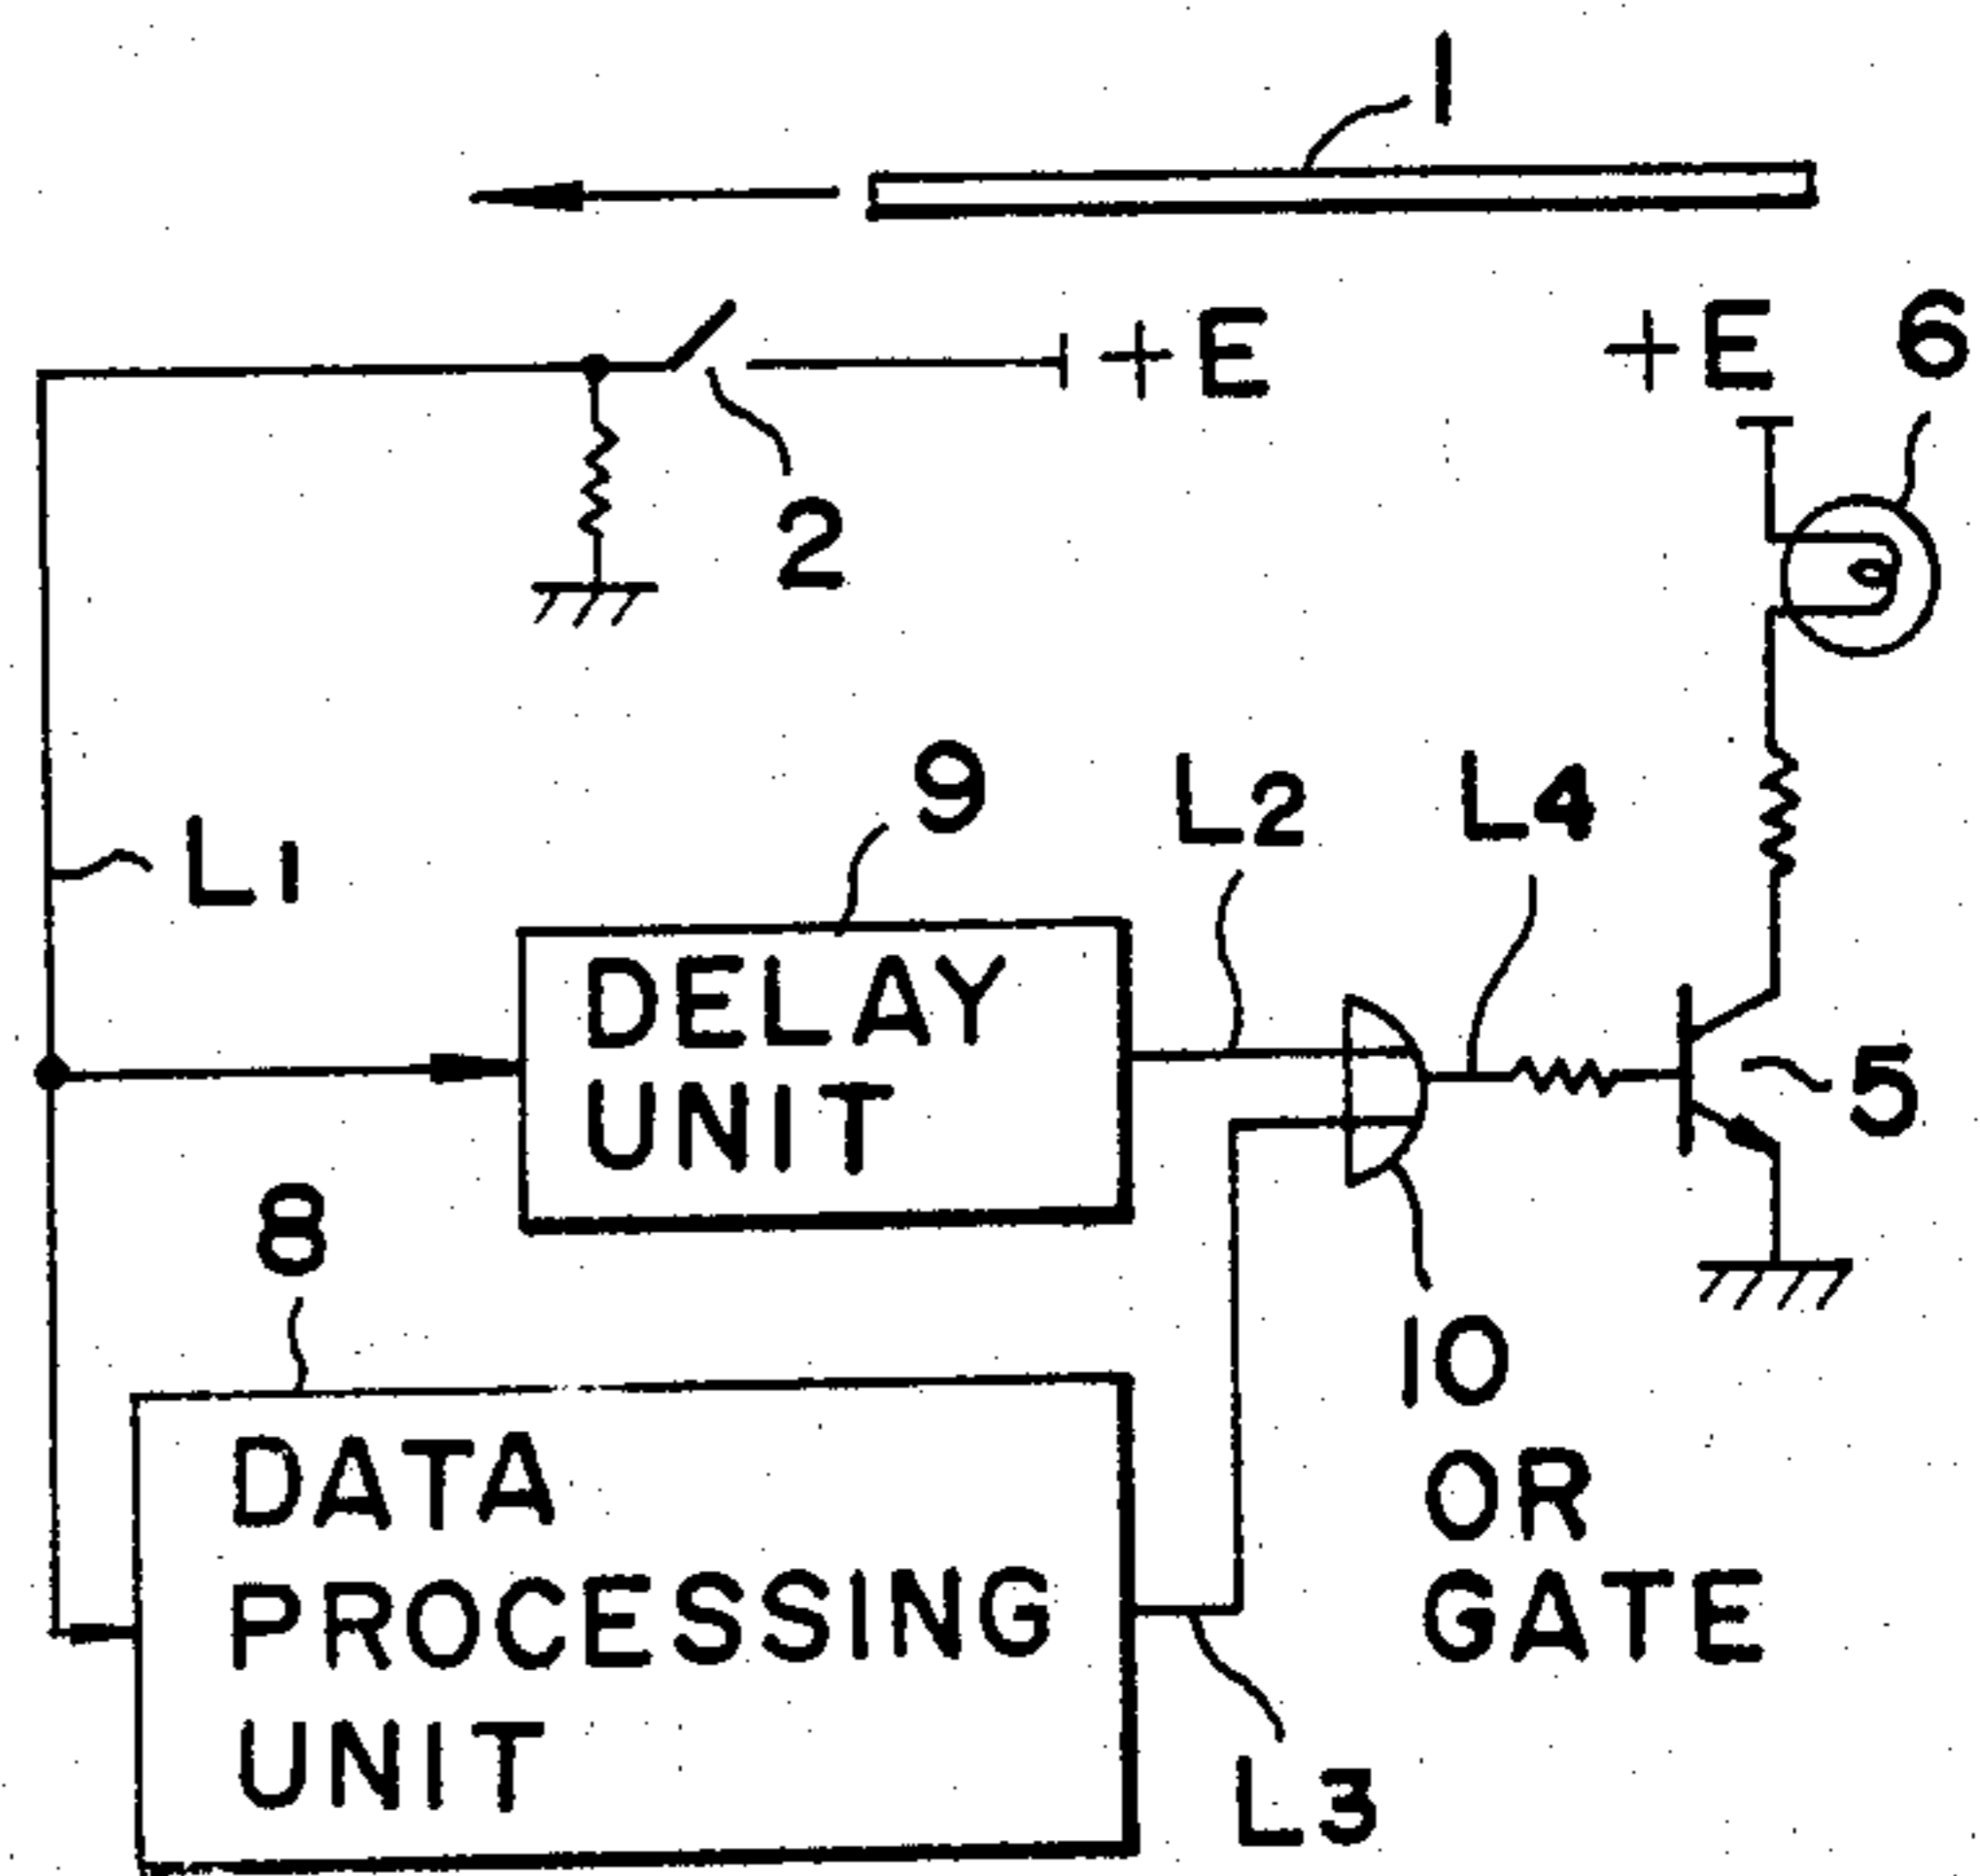 1
+E
+E
6
2
9
L2
L4
L1
DELAY
UNIT
5
8
10
OR
GATE
DATA
PROCESSING
UNIT
L3